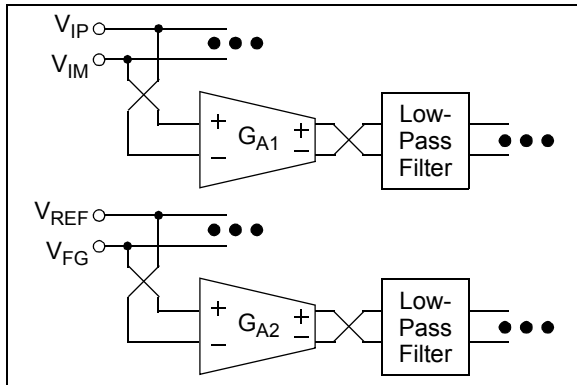 V_IP
V_IM
+
−
G_A1
+
−
Low-
Pass
Filter
V_REF
V_FG
+
−
G_A2
+
−
Low-
Pass
Filter